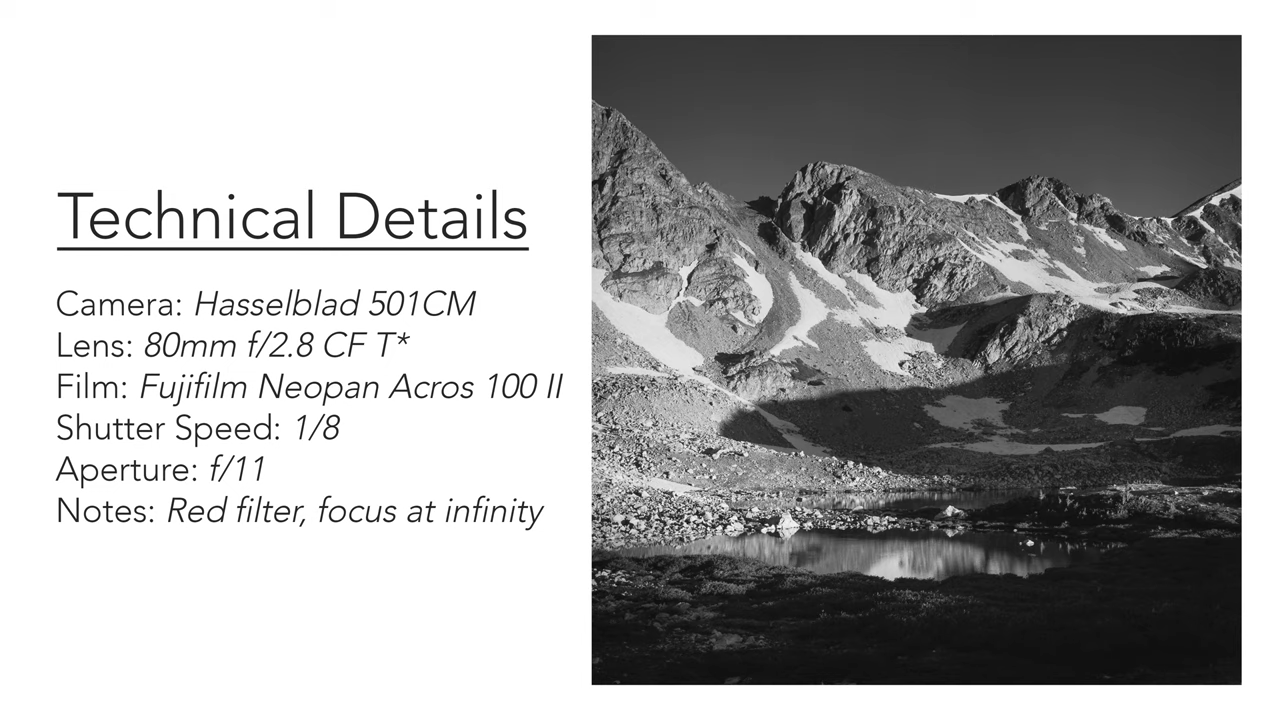 Technical Details
Camera: Hasselblad 501CM
Lens: 80mm f/2.8 CF T*
Film: Fujifilm Neopan Acros 100 II
Shutter Speed: 1/8
Aperture: f/11
Notes: Red filter, focus at infinity